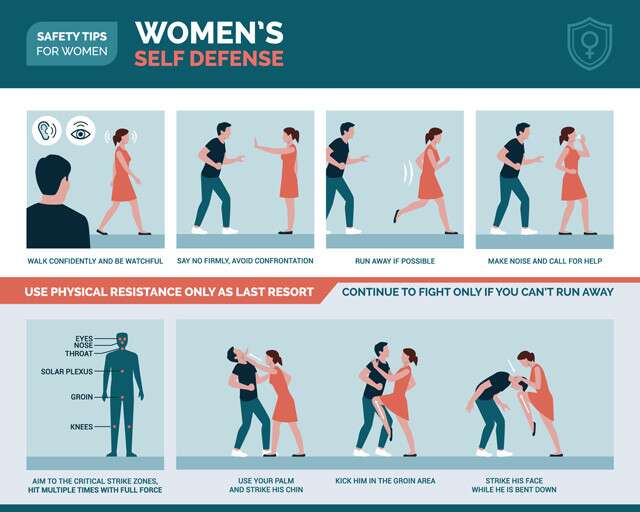 SAFETY TIPS
FOR WOMEN
WOMEN'S
SELF DEFENSE
WALK CONFIDENTLY AND BE WATCHFUL
SAY NO FIRMLY, AVOID CONFRONTATION
RUN AWAY IF POSSIBLE
MAKE NOISE AND CALL FOR HELP
USE PHYSICAL RESISTANCE ONLY AS LAST RESORT
CONTINUE TO FIGHT ONLY IF YOU CAN'T RUN AWAY
EYES
NOSE
THROAT
SOLAR PLEXUS
GROIN
KNEES
AIM TO THE CRITICAL STRIKE ZONES,
HIT MULTIPLE TIMES WITH FULL FORCE
USE YOUR PALM
AND STRIKE HIS CHIN
KICK HIM IN THE GROIN AREA
STRIKE HIS FACE
WHILE HE IS BENT DOWN